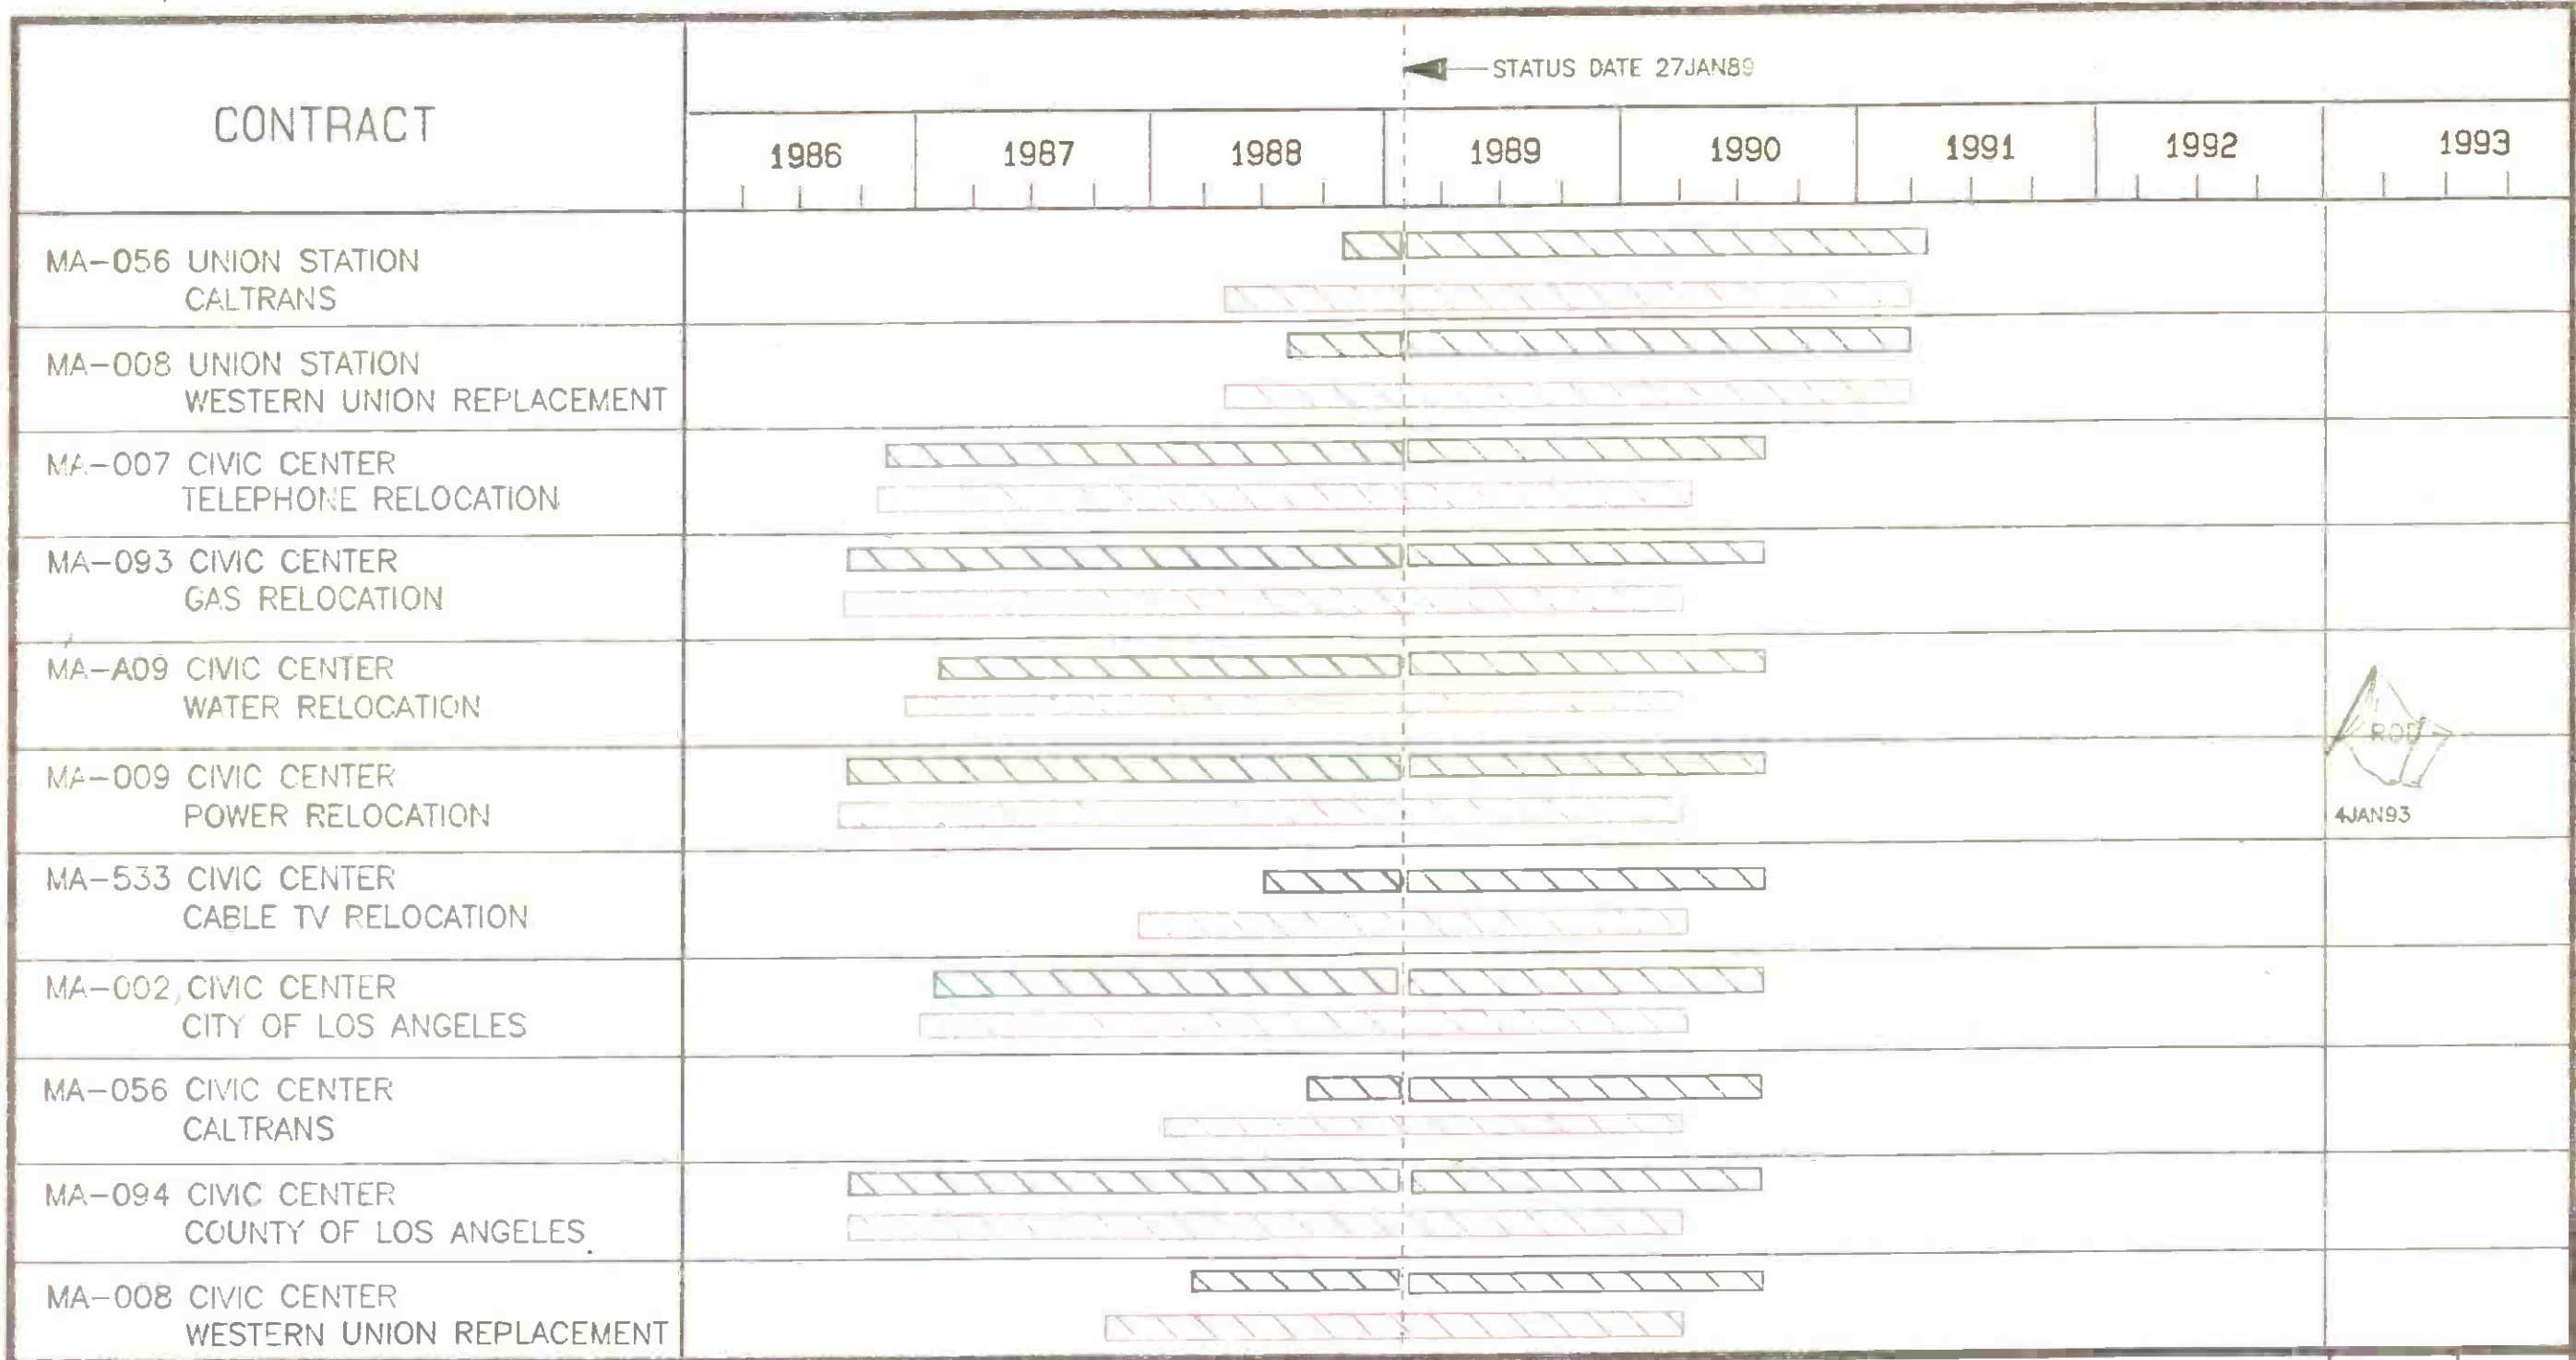 STATUS DATE 27JAN89
CONTRACT
1986 1987 1988 1989 1990 1991 1992 1993
MA-056 UNION STATION
CALTRANS
MA-008 UNION STATION
WESTERN UNION REPLACEMENT
MA-007 CIVIC CENTER
TELEPHONE RELOCATION
MA-093 CIVIC CENTER
GAS RELOCATION
MA-A09 CIVIC CENTER
WATER RELOCATION
ROD
MA-009 CIVIC CENTER
POWER RELOCATION
4JAN93
MA-533 CIVIC CENTER
CABLE TV RELOCATION
MA-002, CIVIC CENTER
CITY OF LOS ANGELES
MA-056 CIVIC CENTER
CALTRANS
MA-094 CIVIC CENTER
COUNTY OF LOS ANGELES
MA-008 CIVIC CENTER
WESTERN UNION REPLACEMENT